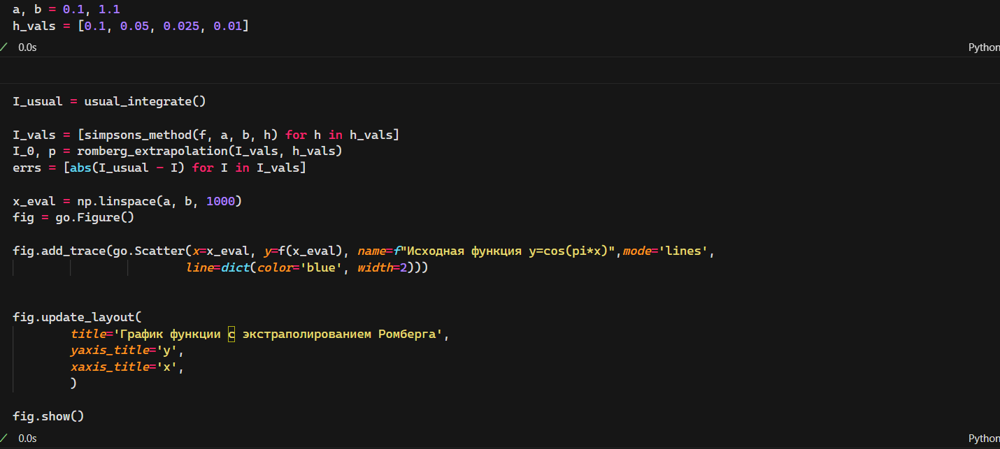 a, b = 0.1, 1.1
h_vals = [0.1, 0.05, 0.025, 0.01]
✓ 0.0s Python
I_usual = usual_integrate()
I_vals = [simpsons_method(f, a, b, h) for h in h_vals]
I_0, p = romberg_extrapolation(I_vals, h_vals)
errs = [abs(I_usual - I) for I in I_vals]
x_eval = np.linspace(a, b, 1000)
fig = go.Figure()
fig.add_trace(go.Scatter(x=x_eval, y=f(x_eval), name=f"Исходная функция y=cos(pi*x)",mode='lines',
line=dict(color='blue', width=2)))
fig.update_layout(
title='График функции с экстраполированием Ромберга',
yaxis_title='y',
xaxis_title='x',
)
fig.show()
✓ 0.0s Python